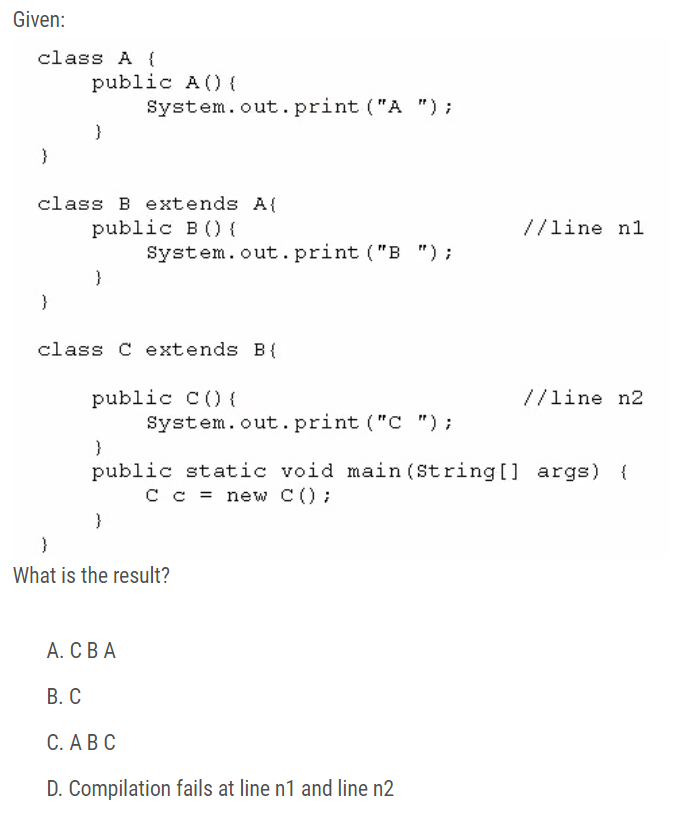 Given:
class A {
public A(){
System.out.print("A ");
}
}
class B extends A{
public B(){ //line n1
System.out.print("B ");
}
}
class C extends B{
public C(){ //line n2
System.out.print("C ");
}
public static void main(String[] args) {
C c = new C();
}
}
What is the result?
A. C B A
B. C
C. A B C
D. Compilation fails at line n1 and line n2